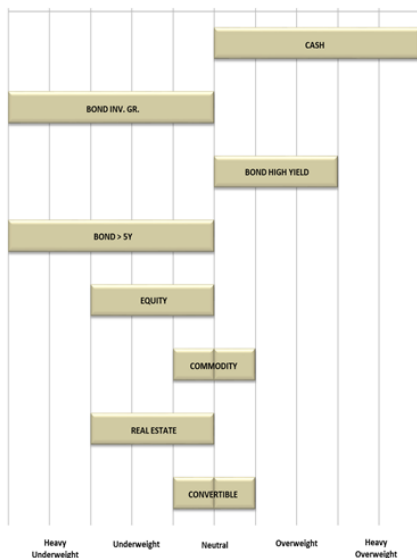 CASH
BOND INV. GR.
BOND HIGH YIELD
BOND > 5Y
EQUITY
COMMODITY
REAL ESTATE
CONVERTIBLE
Heavy Underweight Neutral Overweight Heavy
Underweight Overweight